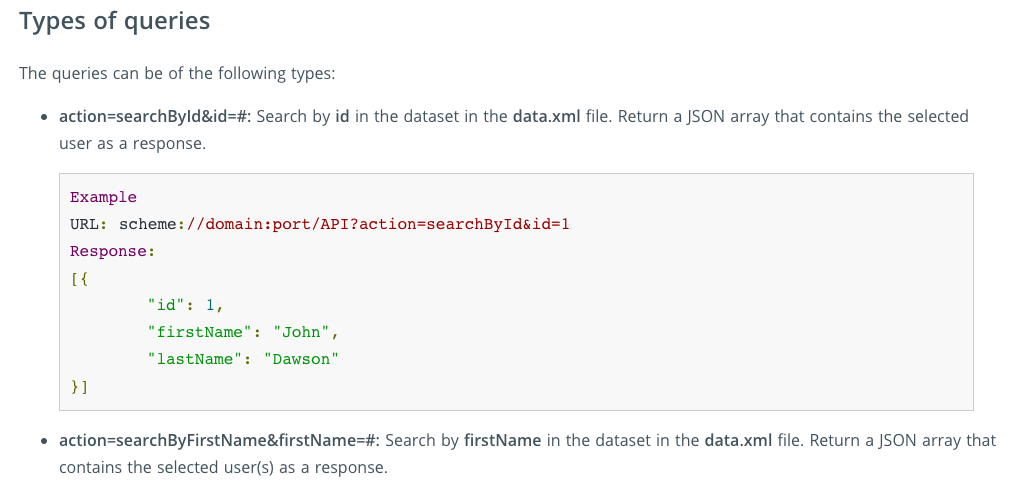 Types of queries
The queries can be of the following types:
• action=searchById&id=#: Search by id in the dataset in the data.xml file. Return a JSON array that contains the selected
user as a response.
Example
URL: scheme://domain:port/API?action=searchById&id=1
Response:
[{
"id": 1,
"firstName": "John",
"lastName": "Dawson"
}]
• action=searchByFirstName&firstName=#: Search by firstName in the dataset in the data.xml file. Return a JSON array that
contains the selected user(s) as a response.